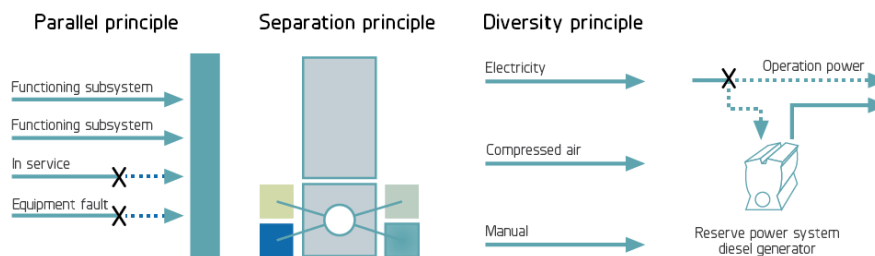 Parallel principle
Separation principle
Diversity principle
Functioning subsystem
Functioning subsystem
In service
Equipment fault
Electricity
Compressed air
Manual
Operation power
Reserve power system
diesel generator